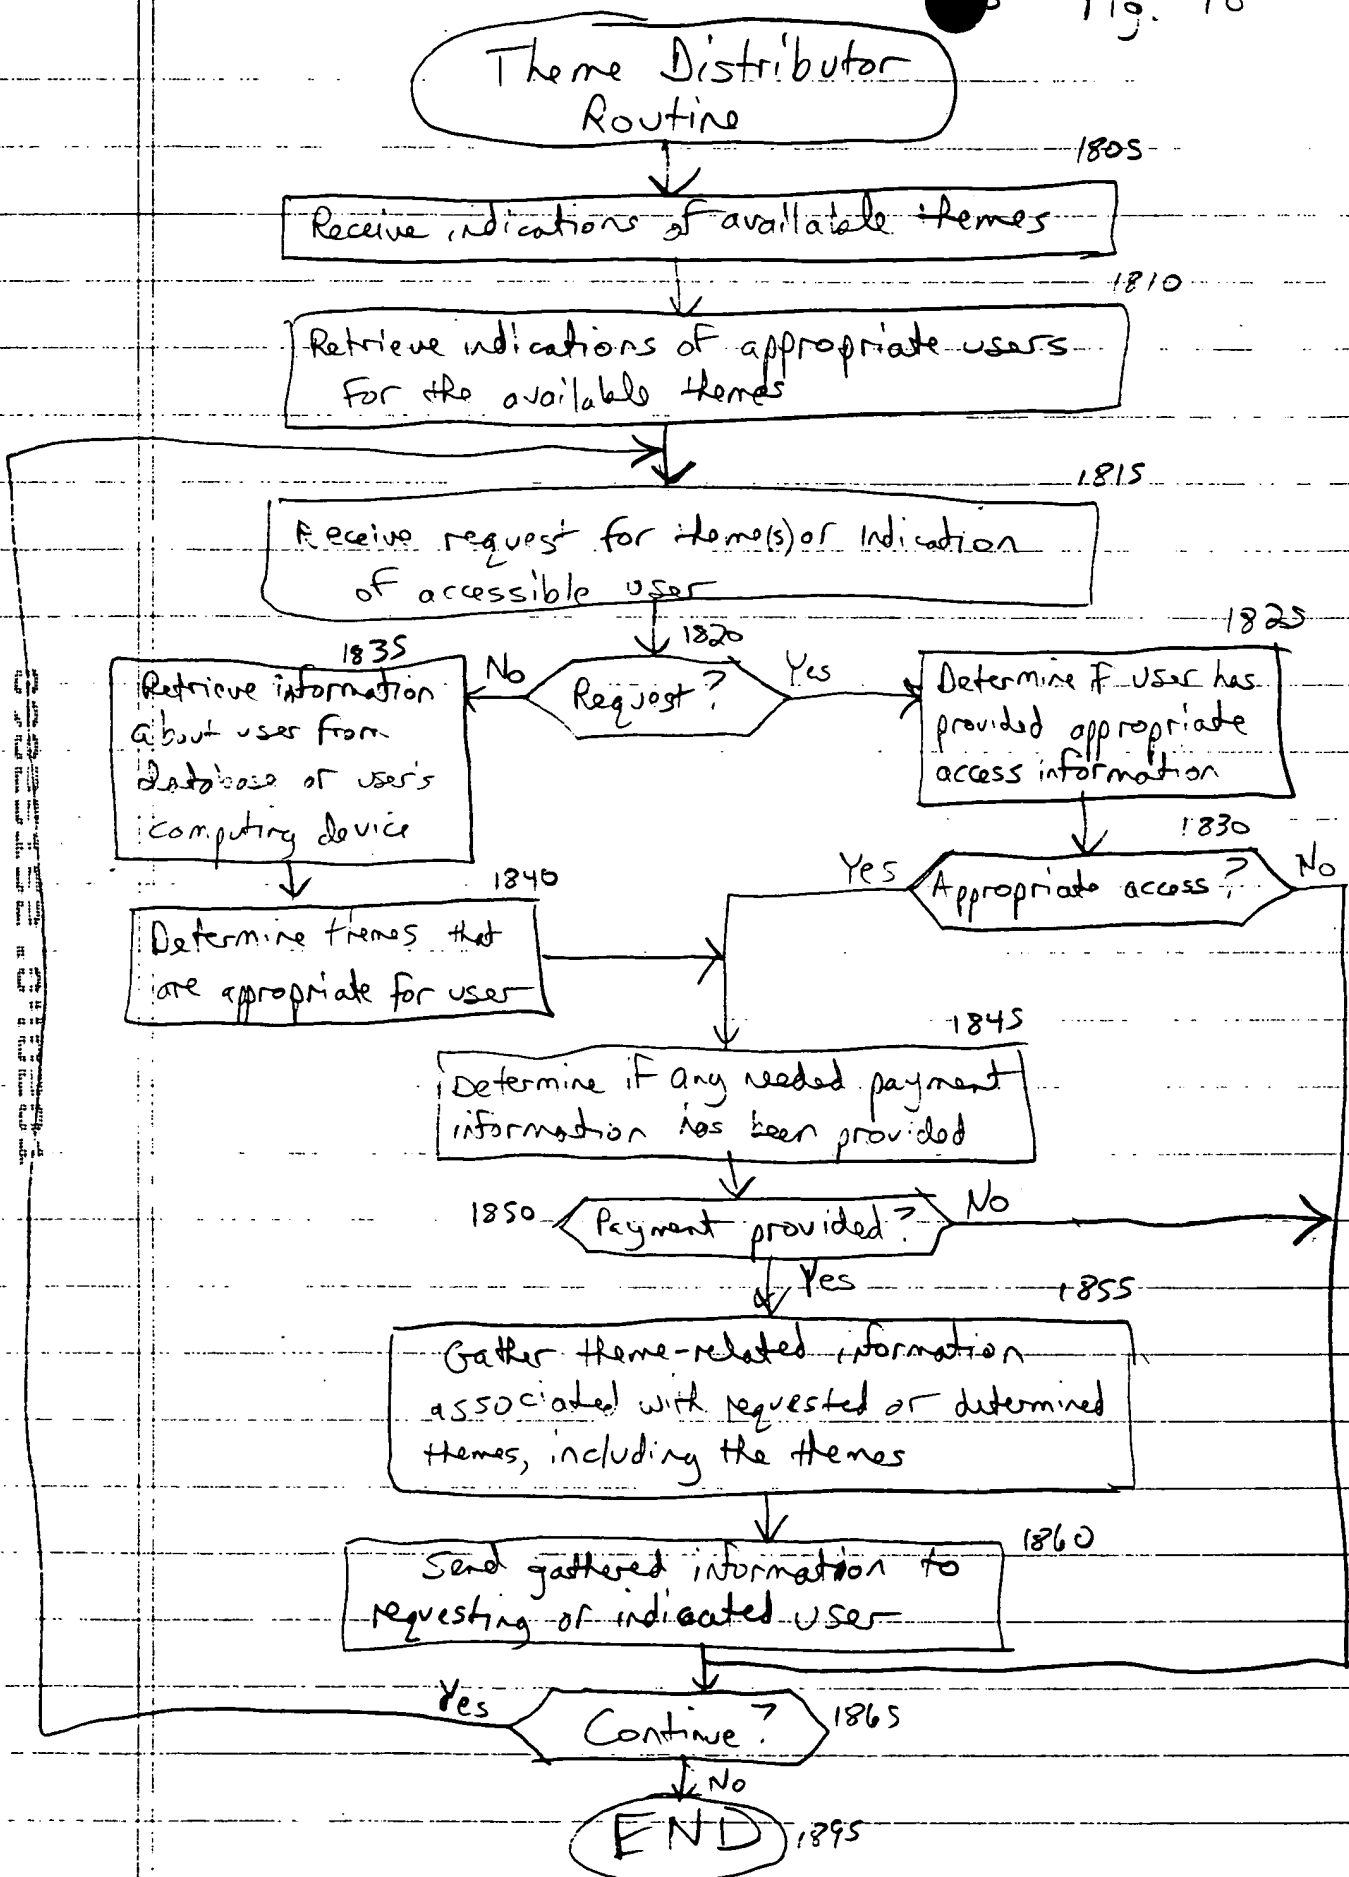 Fig. 18
Theme Distributor
Routine
1805
Receive indications of available themes
1810
Retrieve indications of appropriate users
for the available themes
1815
Receive request for theme(s) or indication
of accessible user
1820
Request?
No
Yes
1835
Retrieve information
about user from
database or user's
computing device
1825
Determine if user has
provided appropriate
access information
1830
Appropriate access?
Yes
No
1840
Determine themes that
are appropriate for user
1845
Determine if any needed payment
information has been provided
1850
Payment provided?
No
Yes
1855
Gather theme-related information
associated with requested or determined
themes, including the themes
1860
Send gathered information to
requesting or indicated user
Yes
Continue?
1865
No
END
1895